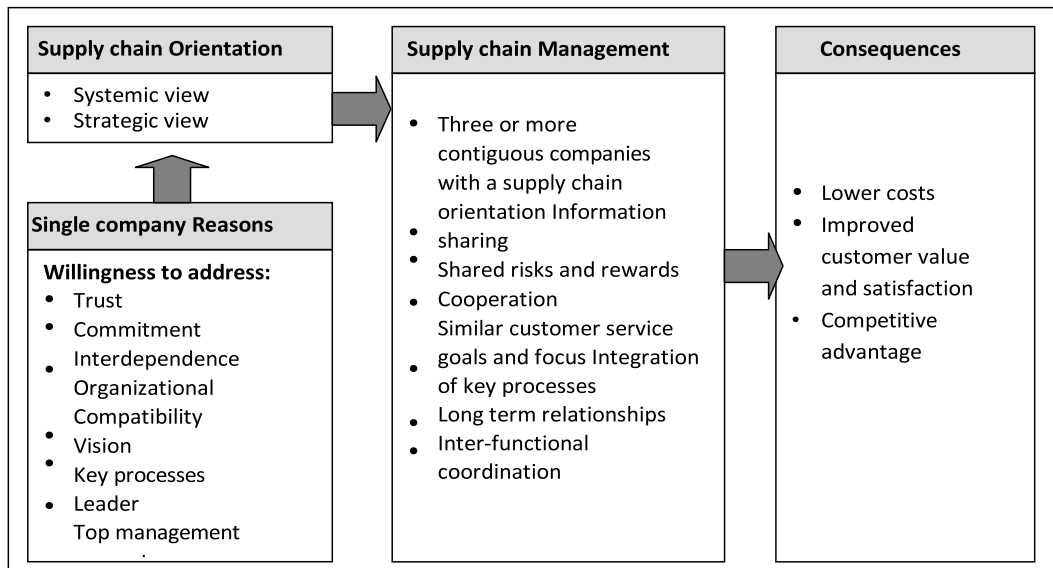 Supply chain Orientation
• Systemic view
• Strategic view
Single company Reasons
Willingness to address:
• Trust
• Commitment
Interdependence
• Organizational
Compatibility
• Vision
• Key processes
• Leader
Top management
Supply chain Management
• Three or more
contiguous companies
with a supply chain
orientation Information
• sharing
• Shared risks and rewards
• Cooperation
Similar customer service
• goals and focus Integration
of key processes
• Long term relationships
• Inter-functional
coordination
Consequences
• Lower costs
• Improved
customer value
and satisfaction
• Competitive
advantage